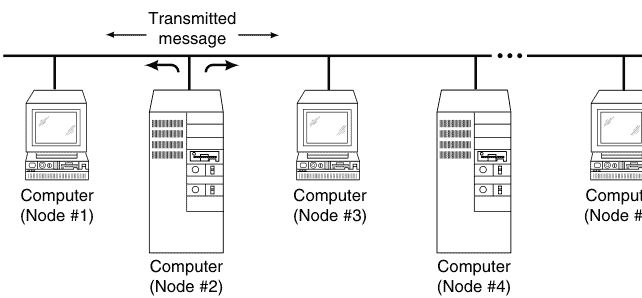 Transmitted
message
Computer
(Node #1)
Computer
(Node #3)
Computer
(Node #2)
Computer
(Node #4)